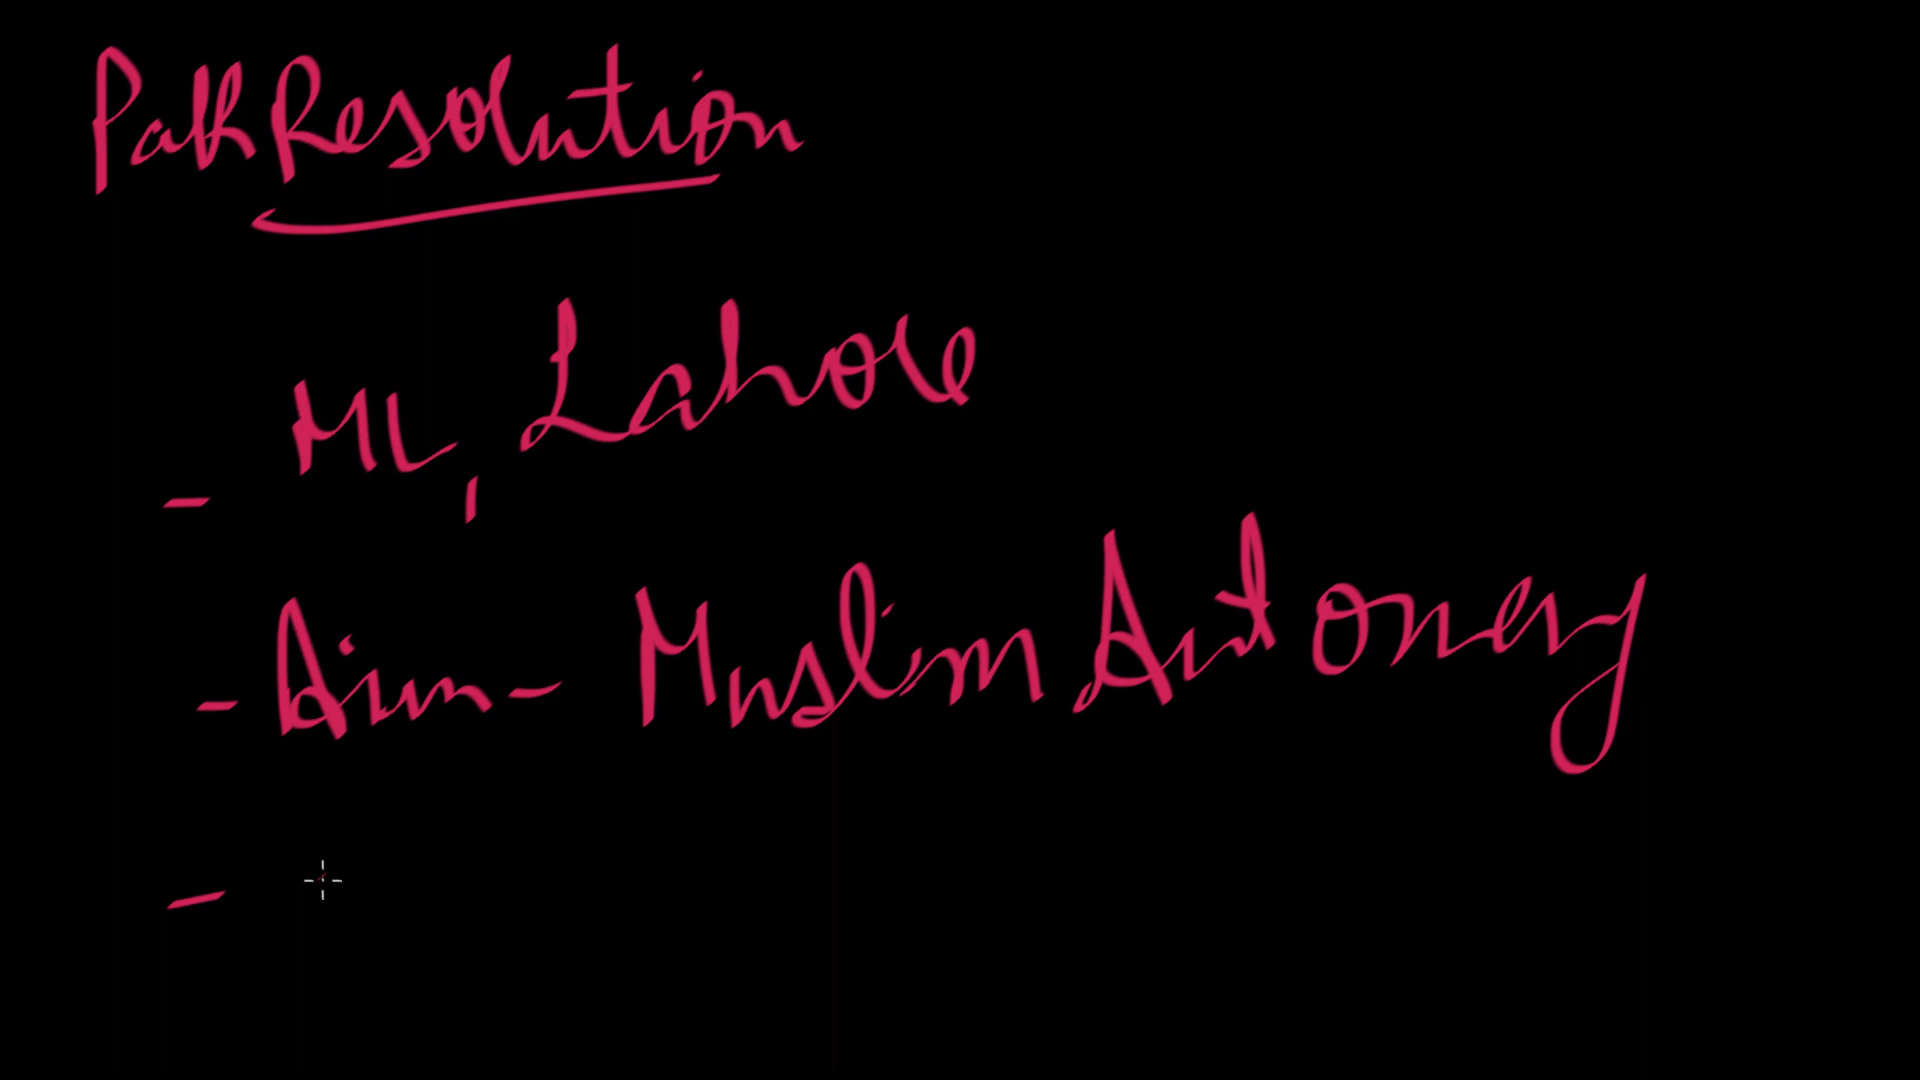 Pak Resolution
- ML, Lahore
- Aim - Muslim Autonomy
-